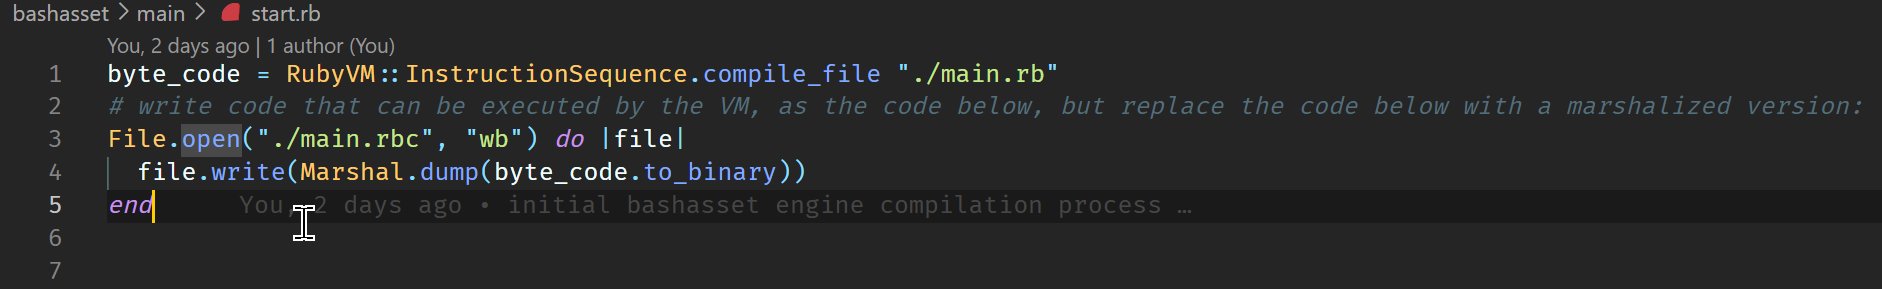 bashasset > main > start.rb
You, 2 days ago | 1 author (You)
1 byte_code = RubyVM::InstructionSequence.compile_file "./main.rb"
2 # write code that can be executed by the VM, as the code below, but replace the code below with a marshalized version:
3 File.open("./main.rbc", "wb") do |file|
4   file.write(Marshal.dump(byte_code.to_binary))
5 end You, 2 days ago • initial bashasset engine compilation process …
6
7